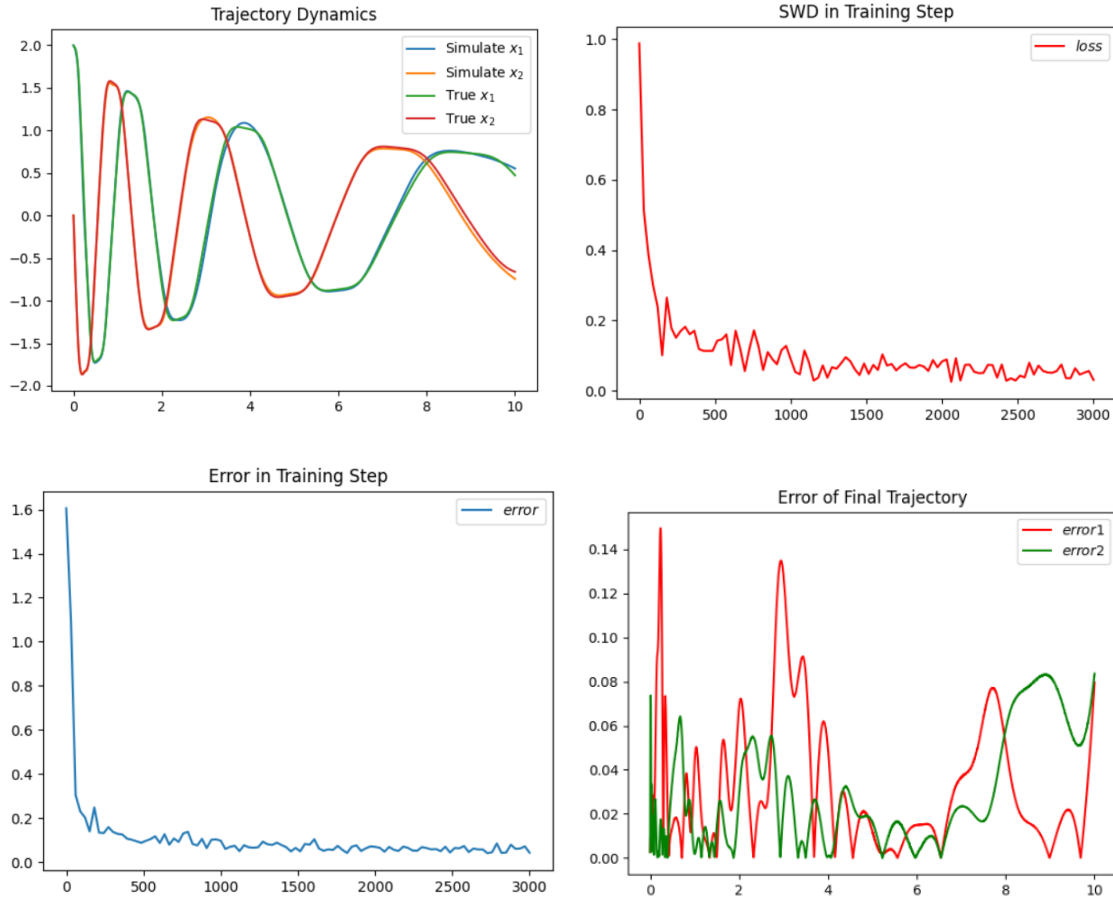 Trajectory Dynamics
Simulate x₁
Simulate x₂
True x₁
True x₂
2.0
1.5
1.0
0.5
0.0
−0.5
−1.0
−1.5
−2.0
0 2 4 6 8 10
SWD in Training Step
loss
1.0
0.8
0.6
0.4
0.2
0.0
0 500 1000 1500 2000 2500 3000
Error in Training Step
error
1.6
1.4
1.2
1.0
0.8
0.6
0.4
0.2
0.0
0 500 1000 1500 2000 2500 3000
Error of Final Trajectory
error1
error2
0.14
0.12
0.10
0.08
0.06
0.04
0.02
0.00
0 2 4 6 8 10